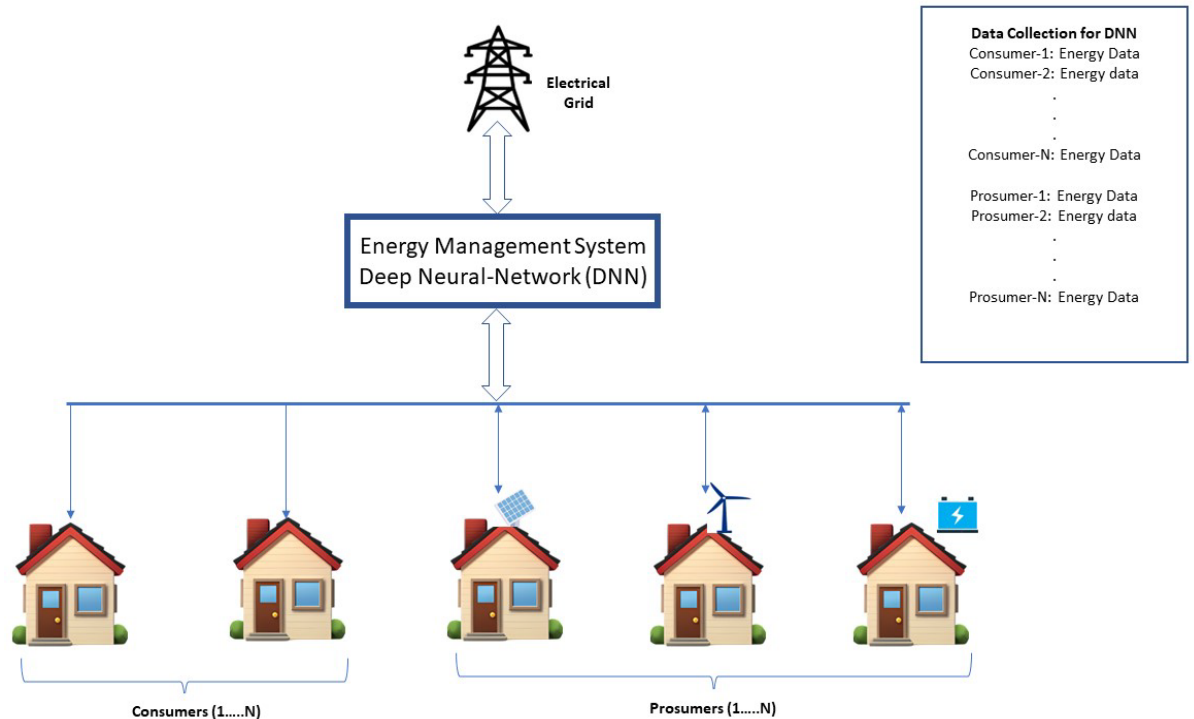 Electrical
Grid
Energy Management System
Deep Neural-Network (DNN)
Data Collection for DNN
Consumer-1: Energy Data
Consumer-2: Energy data
.
.
.
Consumer-N: Energy Data
Prosumer-1: Energy Data
Prosumer-2: Energy data
.
.
.
Prosumer-N: Energy Data
Consumers (1.....N)
Prosumers (1.....N)